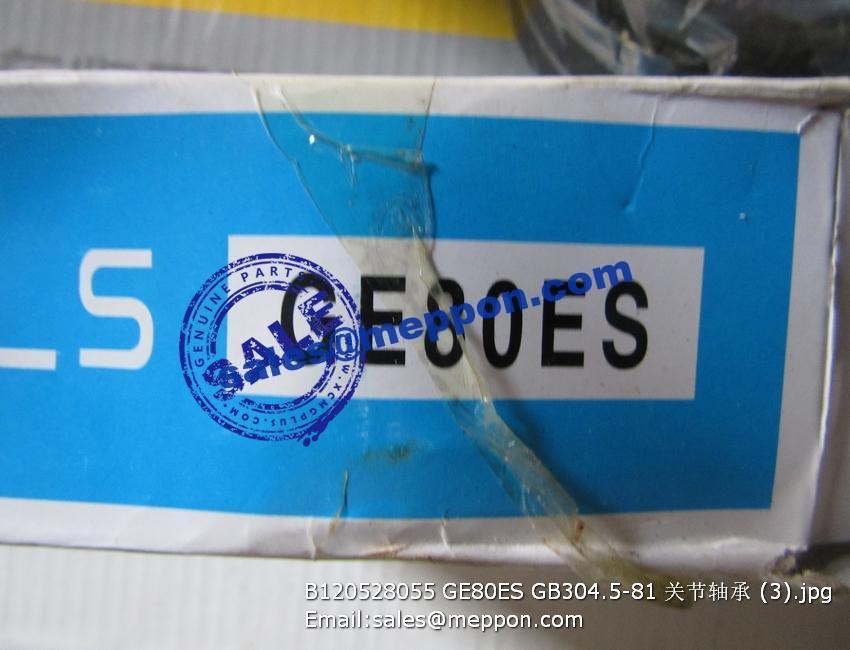 LS
GE80ES
GENUINE PARTS
SALE
WWW.XCMGPLUS.COM
sales@meppon.com
B120528055 GE80ES GB304.5-81 关节轴承 (3).jpg
Email:sales@meppon.com